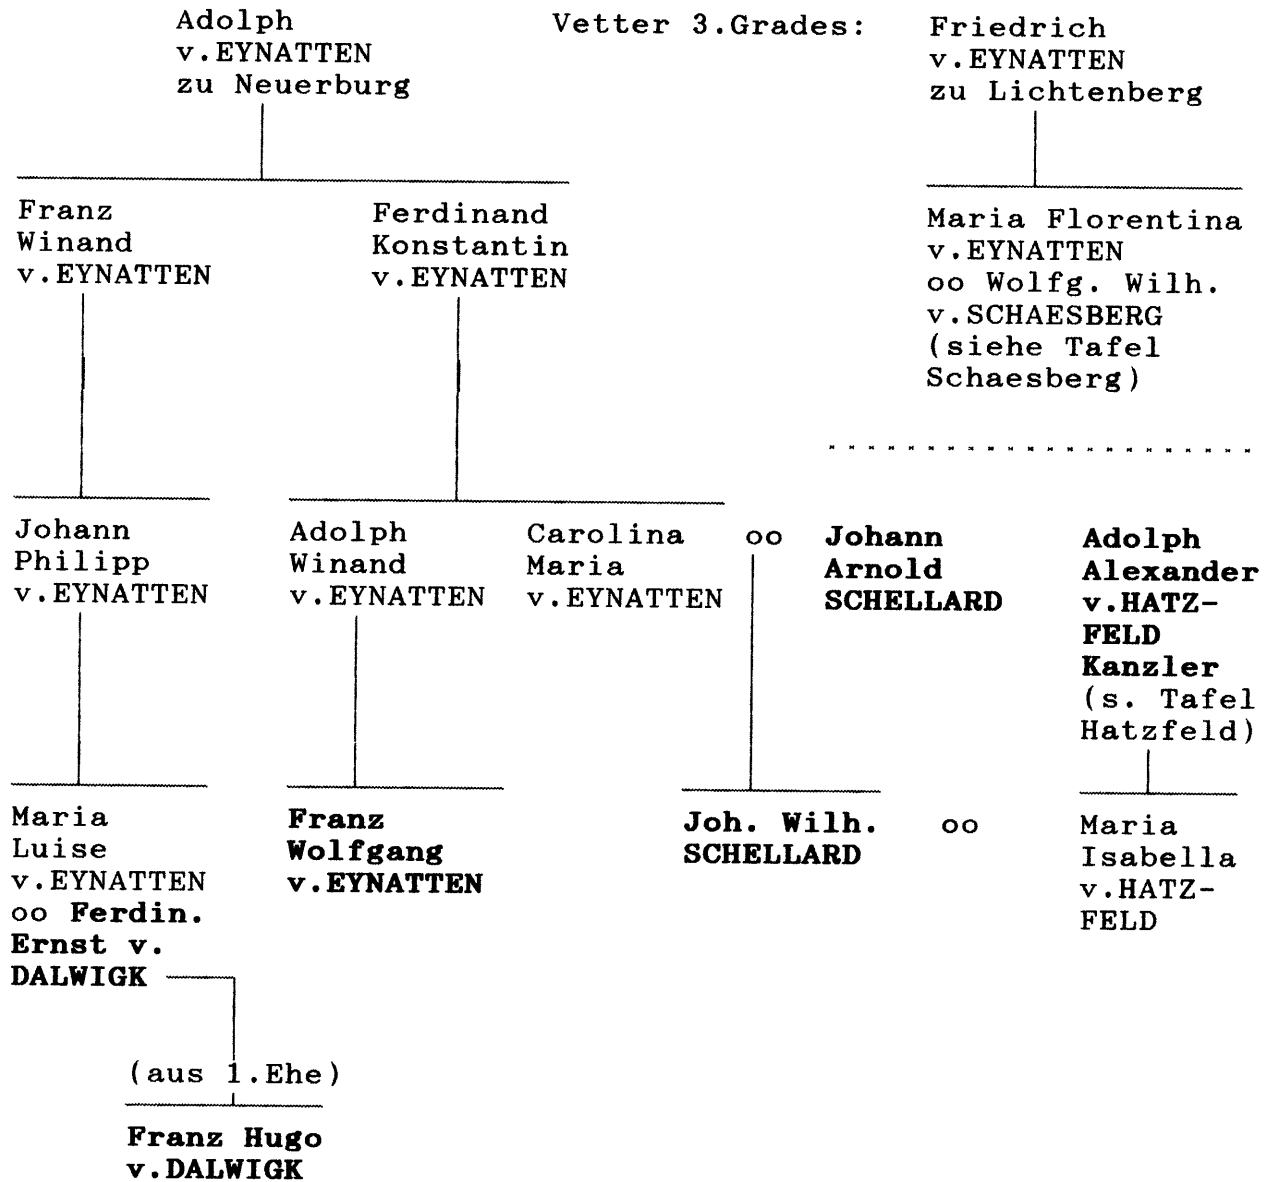 Adolph
v.EYNATTEN
zu Neuerburg
Vetter 3.Grades:
Friedrich
v.EYNATTEN
zu Lichtenberg
Franz
Winand
v.EYNATTEN
Ferdinand
Konstantin
v.EYNATTEN
Maria Florentina
v.EYNATTEN
oo Wolfg. Wilh.
v.SCHAESBERG
(siehe Tafel
Schaesberg)
Johann
Philipp
v.EYNATTEN
Adolph
Winand
v.EYNATTEN
Carolina
Maria
v.EYNATTEN
oo
Johann
Arnold
SCHELLARD
Adolph
Alexander
v.HATZ-
FELD
Kanzler
(s. Tafel
Hatzfeld)
Maria
Luise
v.EYNATTEN
oo Ferdin.
Ernst v.
DALWIGK
Franz
Wolfgang
v.EYNATTEN
Joh. Wilh.
SCHELLARD
oo
Maria
Isabella
v.HATZ-
FELD
(aus 1.Ehe)
Franz Hugo
v.DALWIGK